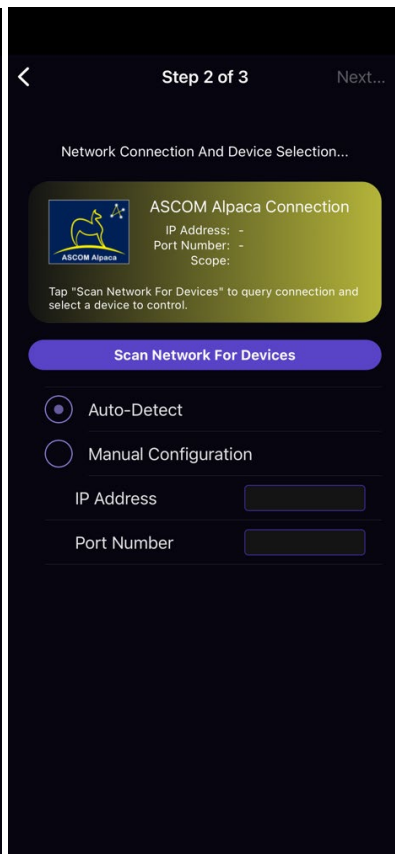 Step 2 of 3
Next...
Network Connection And Device Selection...
ASCOM Alpaca
ASCOM Alpaca Connection
IP Address: -
Port Number: -
Scope:
Tap "Scan Network For Devices" to query connection and
select a device to control.
Scan Network For Devices
Auto-Detect
Manual Configuration
IP Address
Port Number